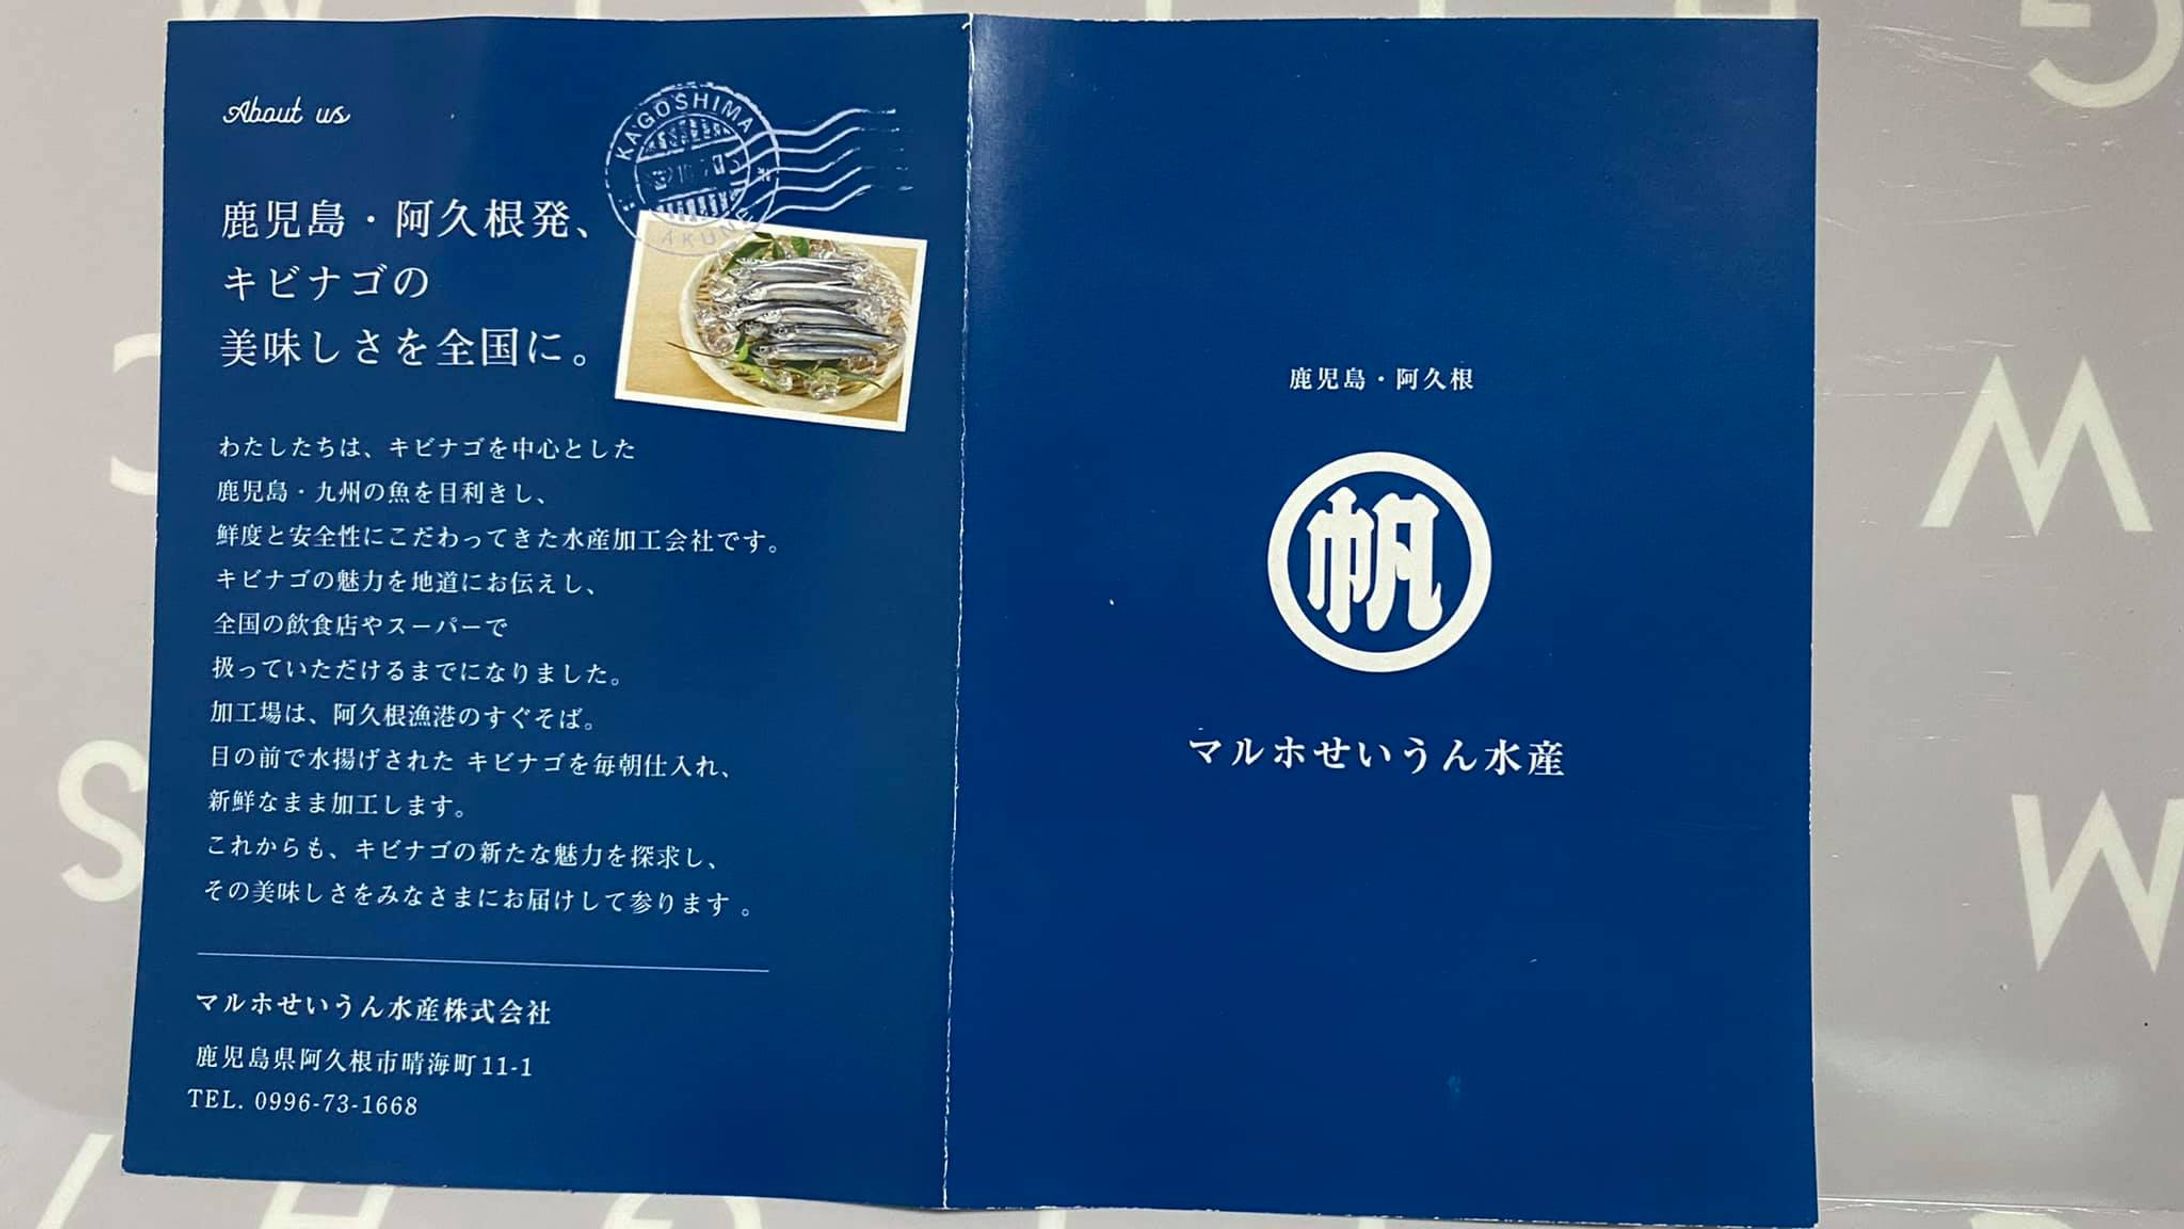 About us
KAGOSHIMA
AKUNE
鹿児島・阿久根発、
キビナゴの
美味しさを全国に。
わたしたちは、キビナゴを中心とした
鹿児島・九州の魚を目利きし、
鮮度と安全性にこだわってきた水産加工会社です。
キビナゴの魅力を地道にお伝えし、
全国の飲食店やスーパーで
扱っていただけるまでになりました。
加工場は、阿久根漁港のすぐそば。
目の前で水揚げされた キビナゴを毎朝仕入れ、
新鮮なまま加工します。
これからも、キビナゴの新たな魅力を探求し、
その美味しさをみなさまにお届けして参ります 。
マルホせいうん水産株式会社
鹿児島県阿久根市晴海町11-1
TEL. 0996-73-1668
鹿児島・阿久根
帆
マルホせいうん水産